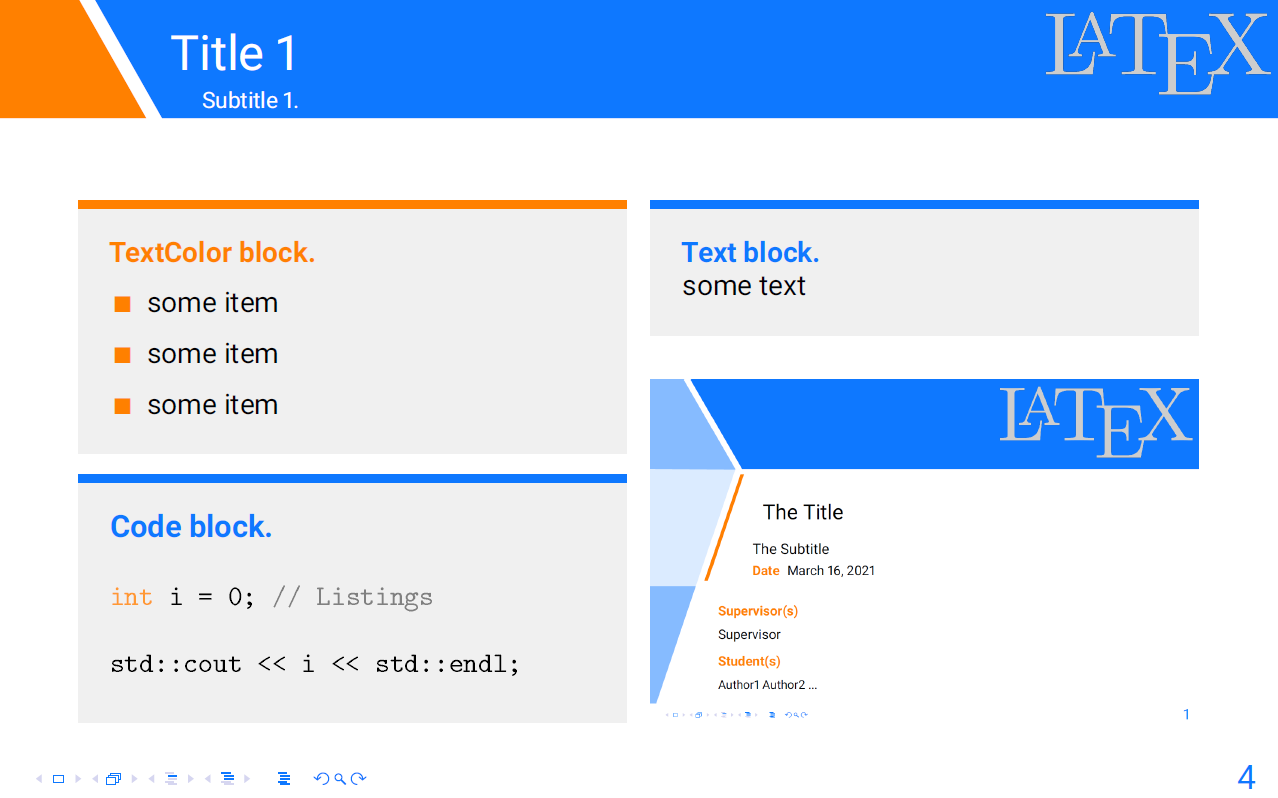 Title 1
Subtitle 1.
LATEX
TextColor block.
some item
some item
some item
Code block.
int i = 0; // Listings
std::cout << i << std::endl;
Text block.
some text
LATEX
The Title
The Subtitle
Date March 16, 2021
Supervisor(s)
Supervisor
Student(s)
Author1 Author2 ...
1
4